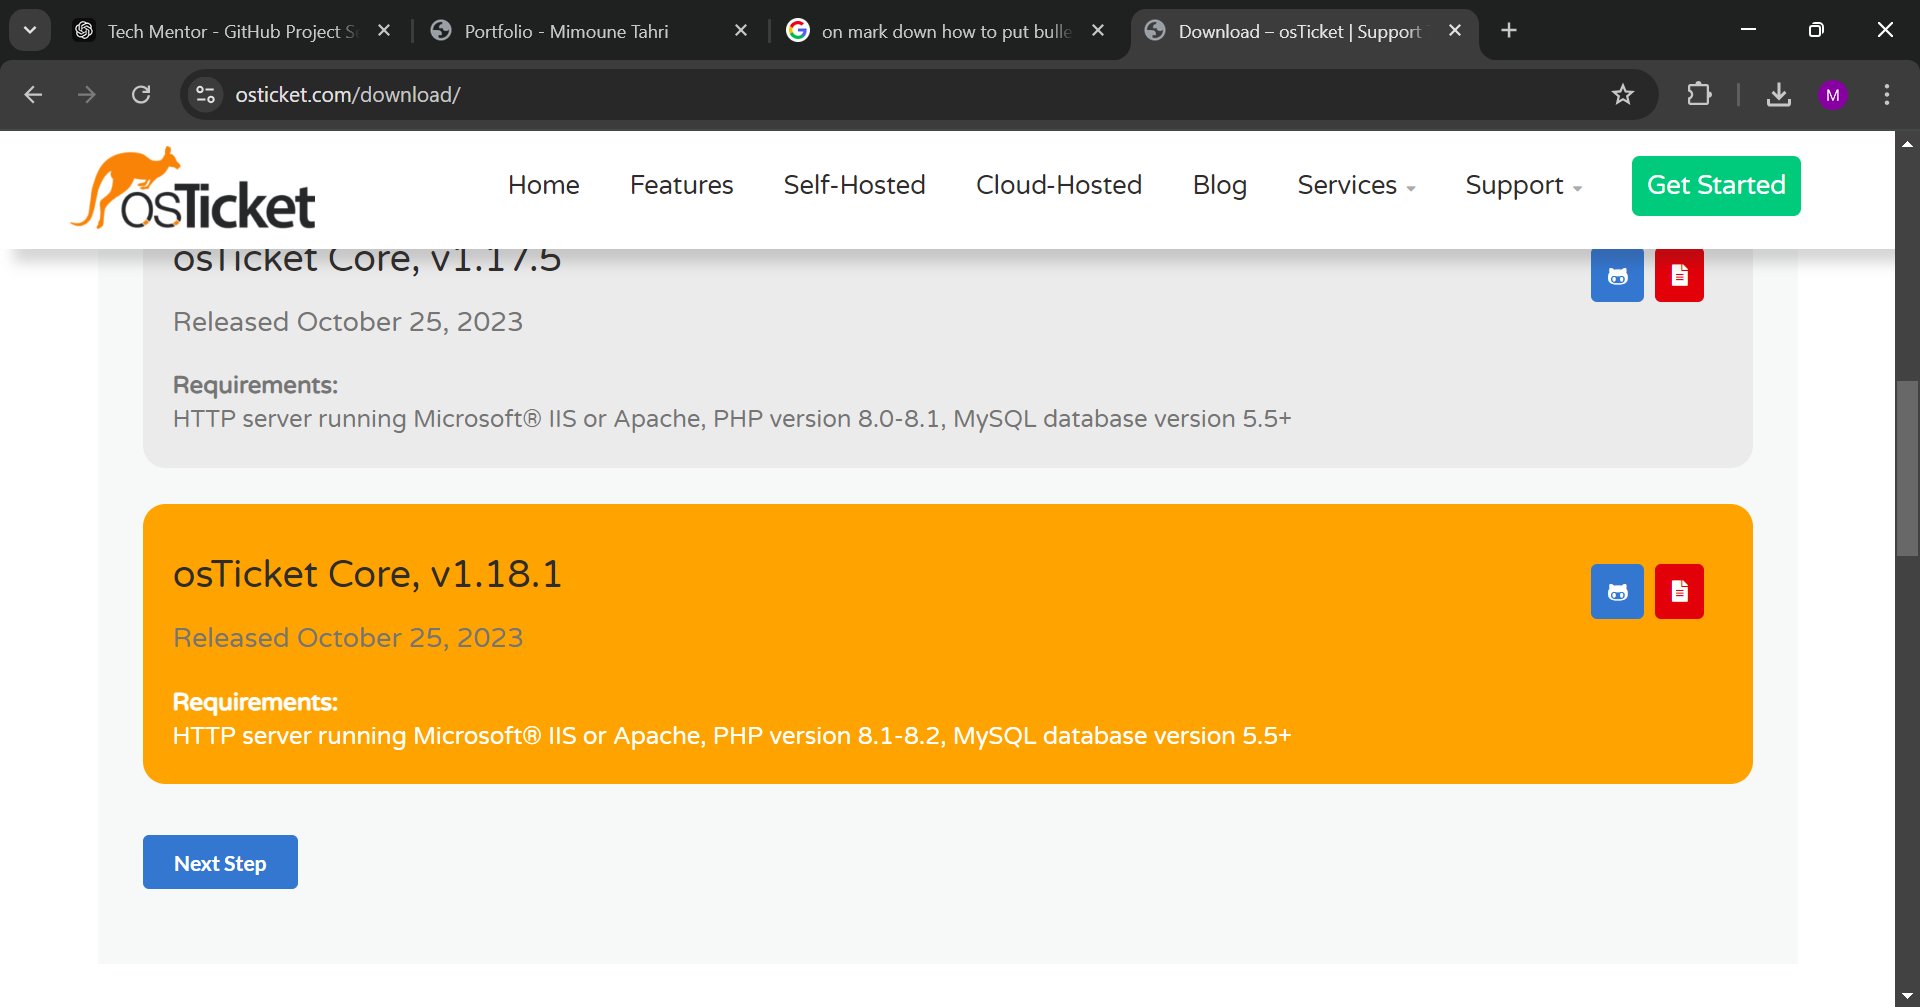 Tech Mentor - GitHub Project S
Portfolio - Mimoune Tahri
on mark down how to put bulle
Download – osTicket | Support
osticket.com/download/
M
osTicket
Home
Features
Self-Hosted
Cloud-Hosted
Blog
Services
Support
Get Started
osTicket Core, v1.17.5
Released October 25, 2023
Requirements:
HTTP server running Microsoft® IIS or Apache, PHP version 8.0-8.1, MySQL database version 5.5+
osTicket Core, v1.18.1
Released October 25, 2023
Requirements:
HTTP server running Microsoft® IIS or Apache, PHP version 8.1-8.2, MySQL database version 5.5+
Next Step